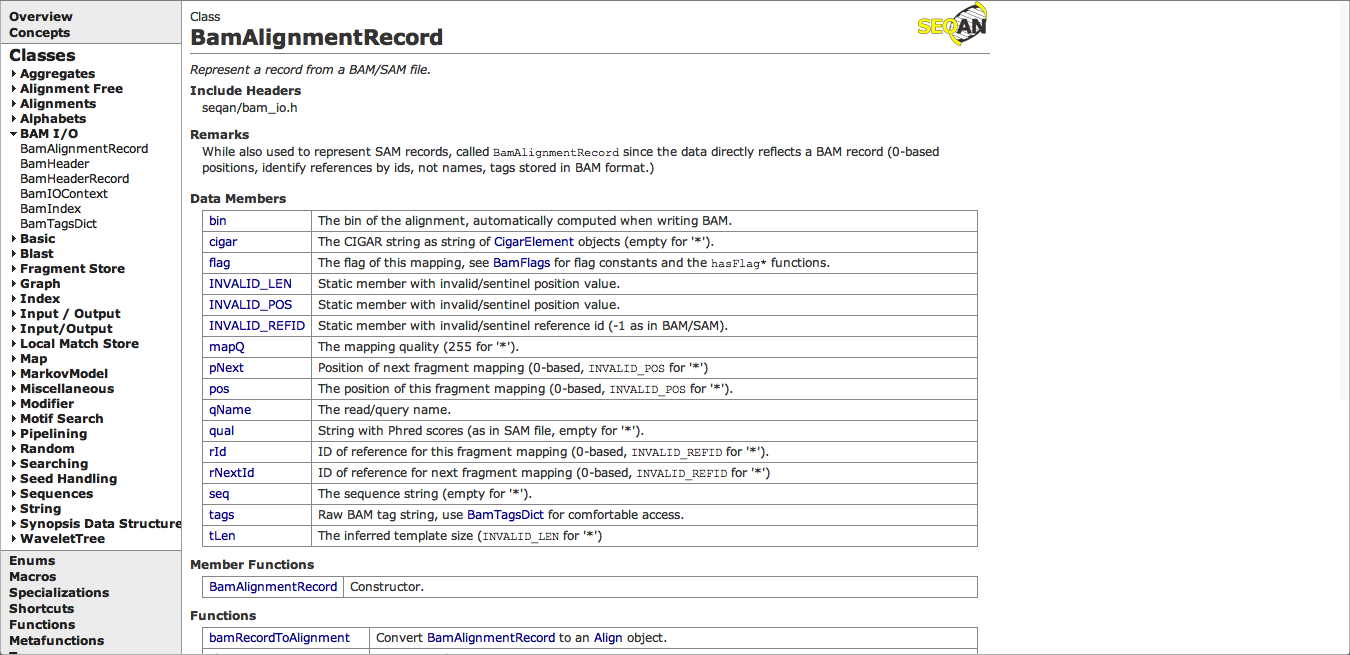 Overview
Concepts
Classes
Aggregates
Alignment Free
Alignments
Alphabets
BAM I/O
BamAlignmentRecord
BamHeader
BamHeaderRecord
BamIOContext
BamIndex
BamTagsDict
Basic
Blast
Fragment Store
Graph
Index
Input / Output
Input/Output
Local Match Store
Map
MarkovModel
Miscellaneous
Modifier
Motif Search
Pipelining
Random
Searching
Seed Handling
Sequences
String
Synopsis Data Structure
WaveletTree
Enums
Macros
Specializations
Shortcuts
Functions
Metafunctions
Class
BamAlignmentRecord
SEQAN
Represent a record from a BAM/SAM file.
Include Headers
seqan/bam_io.h
Remarks
While also used to represent SAM records, called BamAlignmentRecord since the data directly reflects a BAM record (0-based
positions, identify references by ids, not names, tags stored in BAM format.)
Data Members
bin The bin of the alignment, automatically computed when writing BAM.
cigar The CIGAR string as string of CigarElement objects (empty for '*').
flag The flag of this mapping, see BamFlags for flag constants and the hasFlag* functions.
INVALID_LEN Static member with invalid/sentinel position value.
INVALID_POS Static member with invalid/sentinel position value.
INVALID_REFID Static member with invalid/sentinel reference id (-1 as in BAM/SAM).
mapQ The mapping quality (255 for '*').
pNext Position of next fragment mapping (0-based, INVALID_POS for '*')
pos The position of this fragment mapping (0-based, INVALID_POS for '*').
qName The read/query name.
qual String with Phred scores (as in SAM file, empty for '*').
rId ID of reference for this fragment mapping (0-based, INVALID_REFID for '*').
rNextId ID of reference for next fragment mapping (0-based, INVALID_REFID for '*')
seq The sequence string (empty for '*').
tags Raw BAM tag string, use BamTagsDict for comfortable access.
tLen The inferred template size (INVALID_LEN for '*')
Member Functions
BamAlignmentRecord Constructor.
Functions
bamRecordToAlignment Convert BamAlignmentRecord to an Align object.